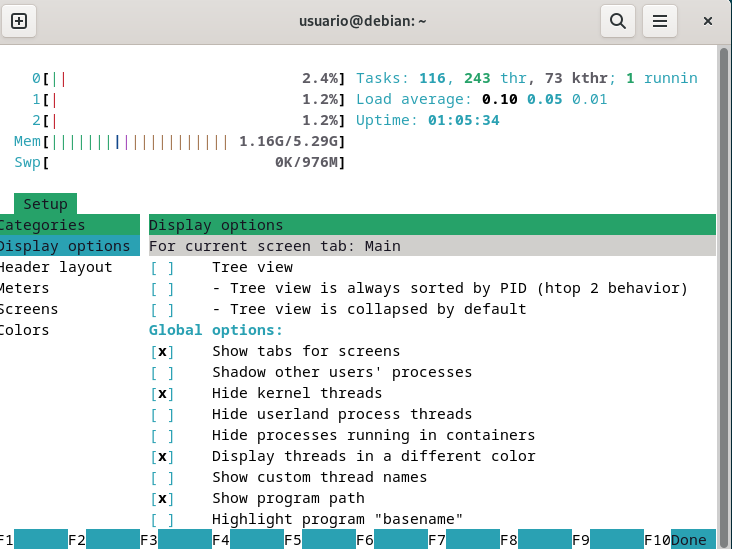 usuario@debian: ~
0[|| 2.4%] Tasks: 116, 243 thr, 73 kthr; 1 runnin
1[| 1.2%] Load average: 0.10 0.05 0.01
2[| 1.2%] Uptime: 01:05:34
Mem[|||||||||||||||||||| 1.16G/5.29G]
Swp[ 0K/976M]
Setup
Categories Display options
Display options For current screen tab: Main
Header layout [ ] Tree view
Meters [ ] - Tree view is always sorted by PID (htop 2 behavior)
Screens [ ] - Tree view is collapsed by default
Colors Global options:
[x] Show tabs for screens
[ ] Shadow other users' processes
[x] Hide kernel threads
[ ] Hide userland process threads
[ ] Hide processes running in containers
[x] Display threads in a different color
[ ] Show custom thread names
[x] Show program path
[ ] Highlight program "basename"
F1 F2 F3 F4 F5 F6 F7 F8 F9 F10Done